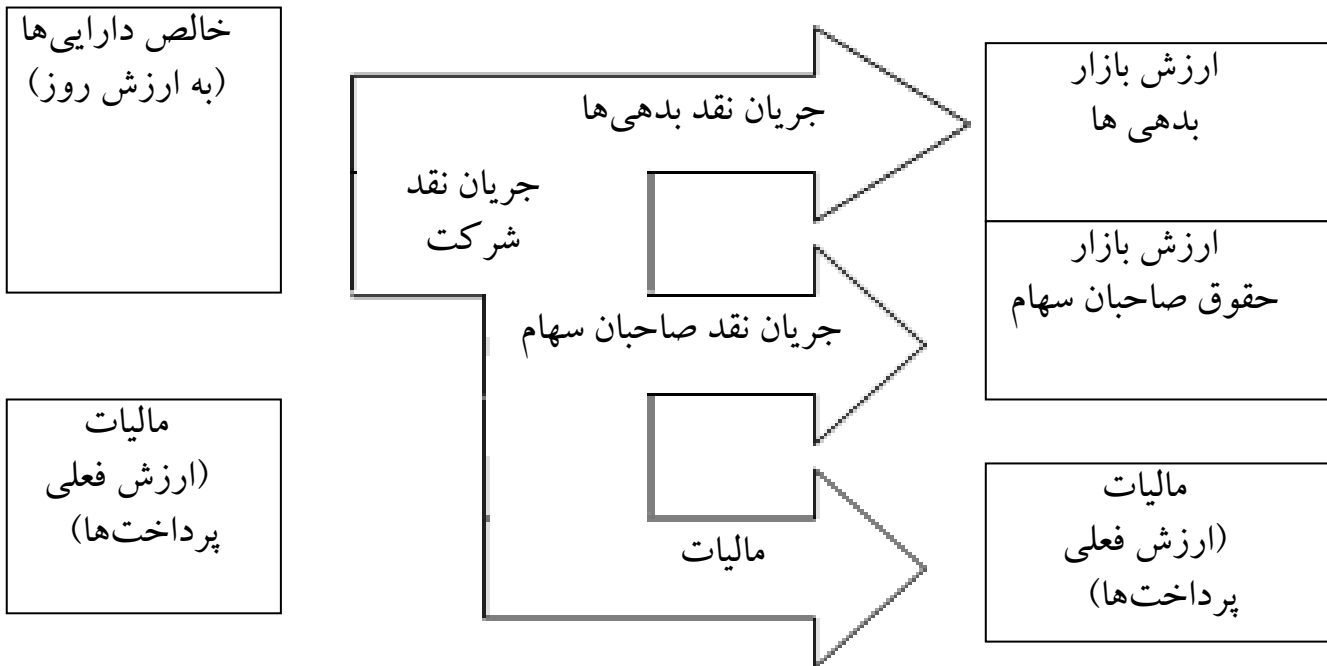 خالص دارایی‌ها
(به ارزش روز)
مالیات
(ارزش فعلی
پرداخت‌ها)
جریان نقد بدهی‌ها
جریان نقد
شرکت
جریان نقد صاحبان سهام
مالیات
ارزش بازار
بدهی ها
ارزش بازار
حقوق صاحبان سهام
مالیات
(ارزش فعلی
پرداخت‌ها)